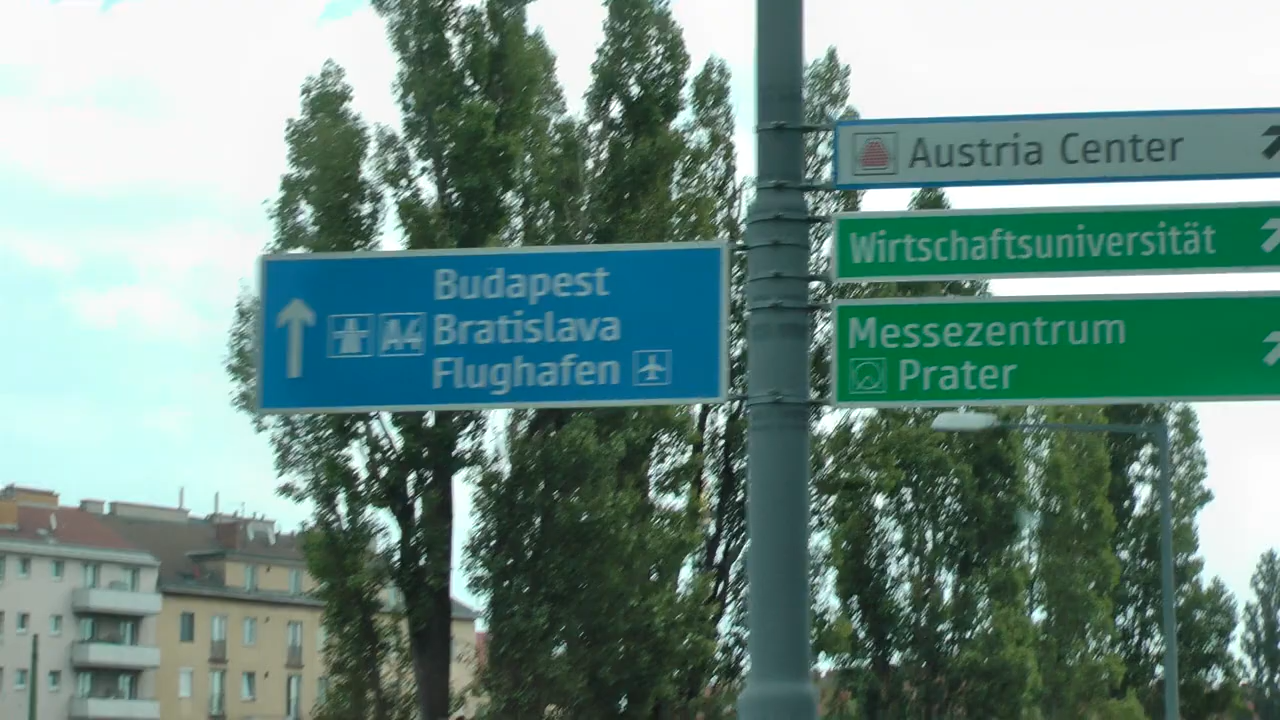 Budapest
A4 Bratislava
Flughafen
Austria Center
Wirtschaftsuniversität
Messezentrum
Prater